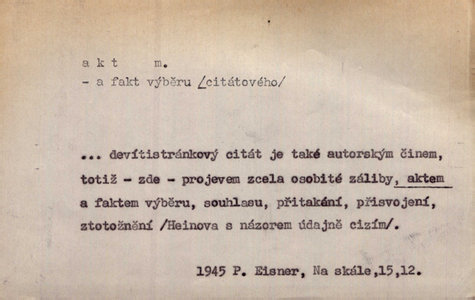 akt m.
- a fakt výběru /citátového/
... devítistránkový citát je také autorským činem,
totiž - zde - projevem zcela osobité záliby, aktem
a faktem výběru, souhlasu, přitakání, přisvojení,
ztotožnění /Heinova s názorem údajně cizím/.
1945 P. Eisner, Na skále,15,12.